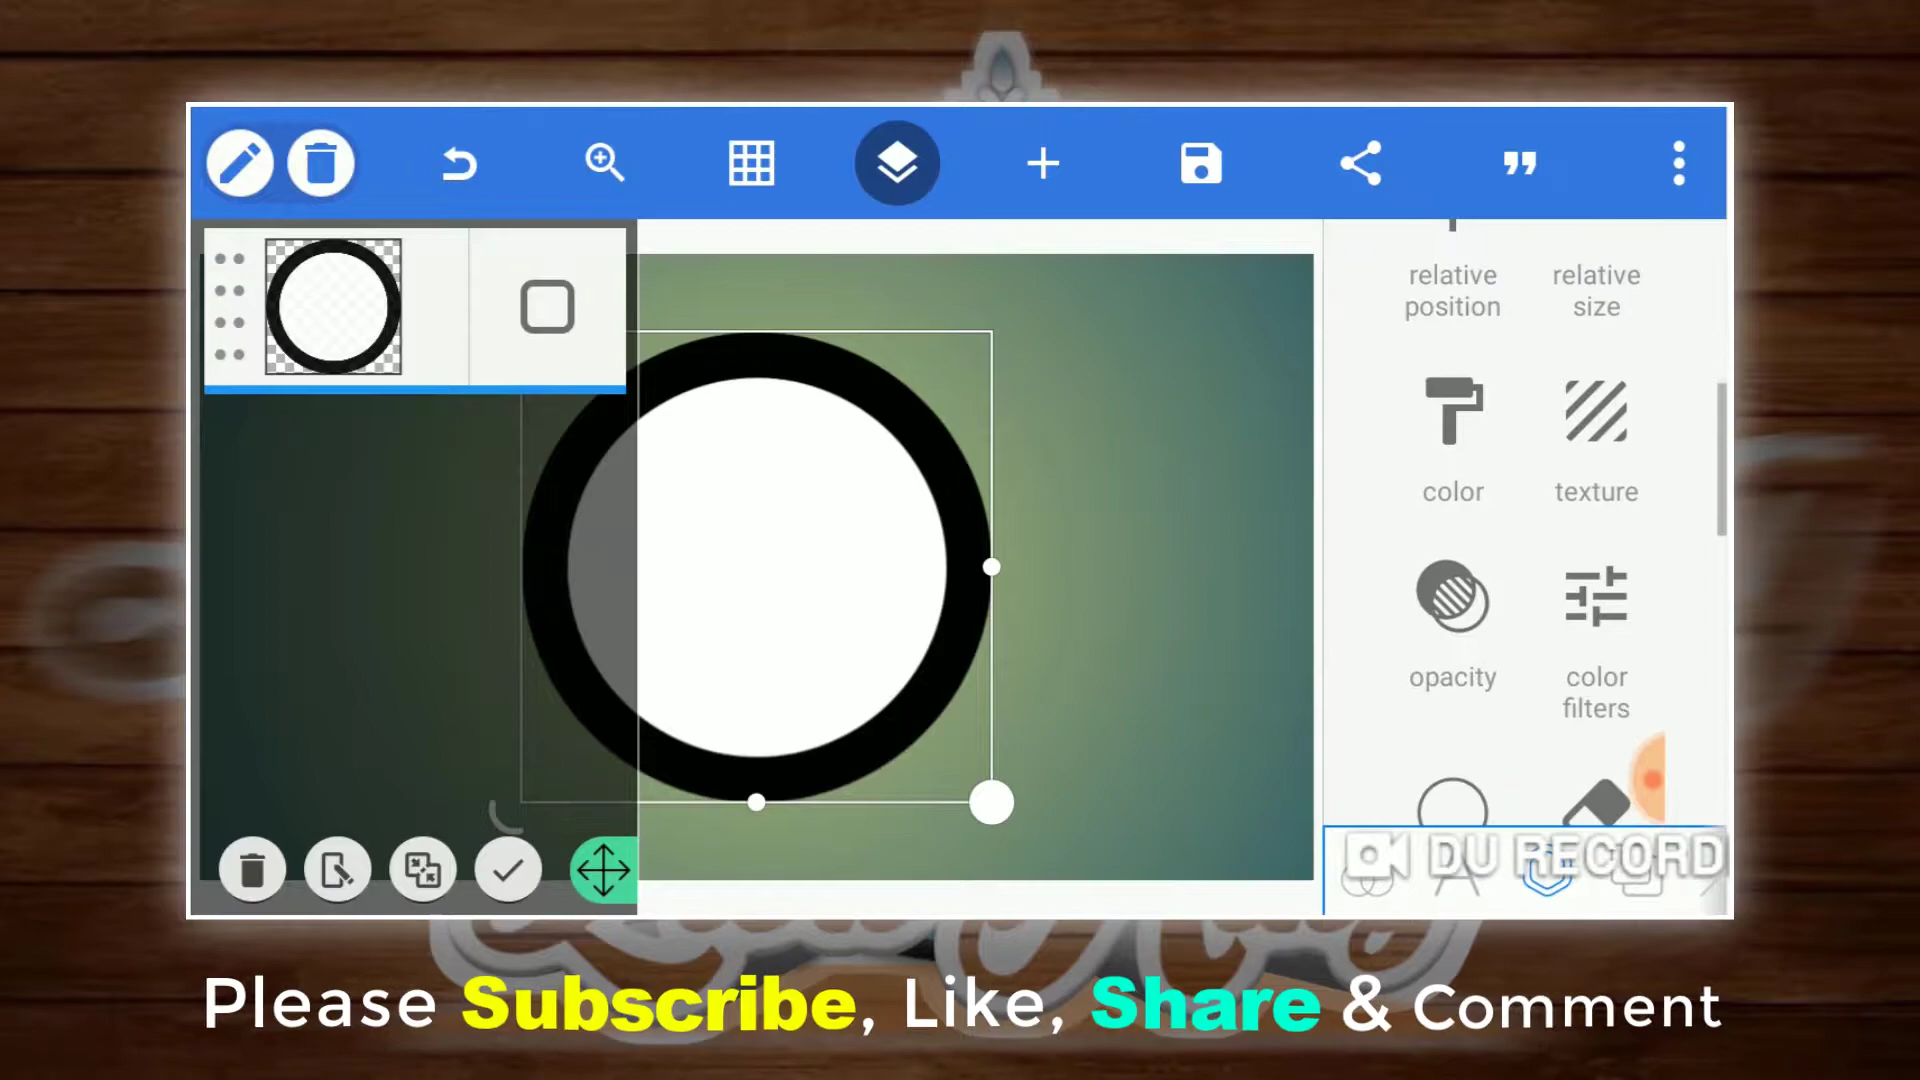 relative position
relative size
color
texture
opacity
color filters
DU RECORD
Please Subscribe, Like, Share & Comment